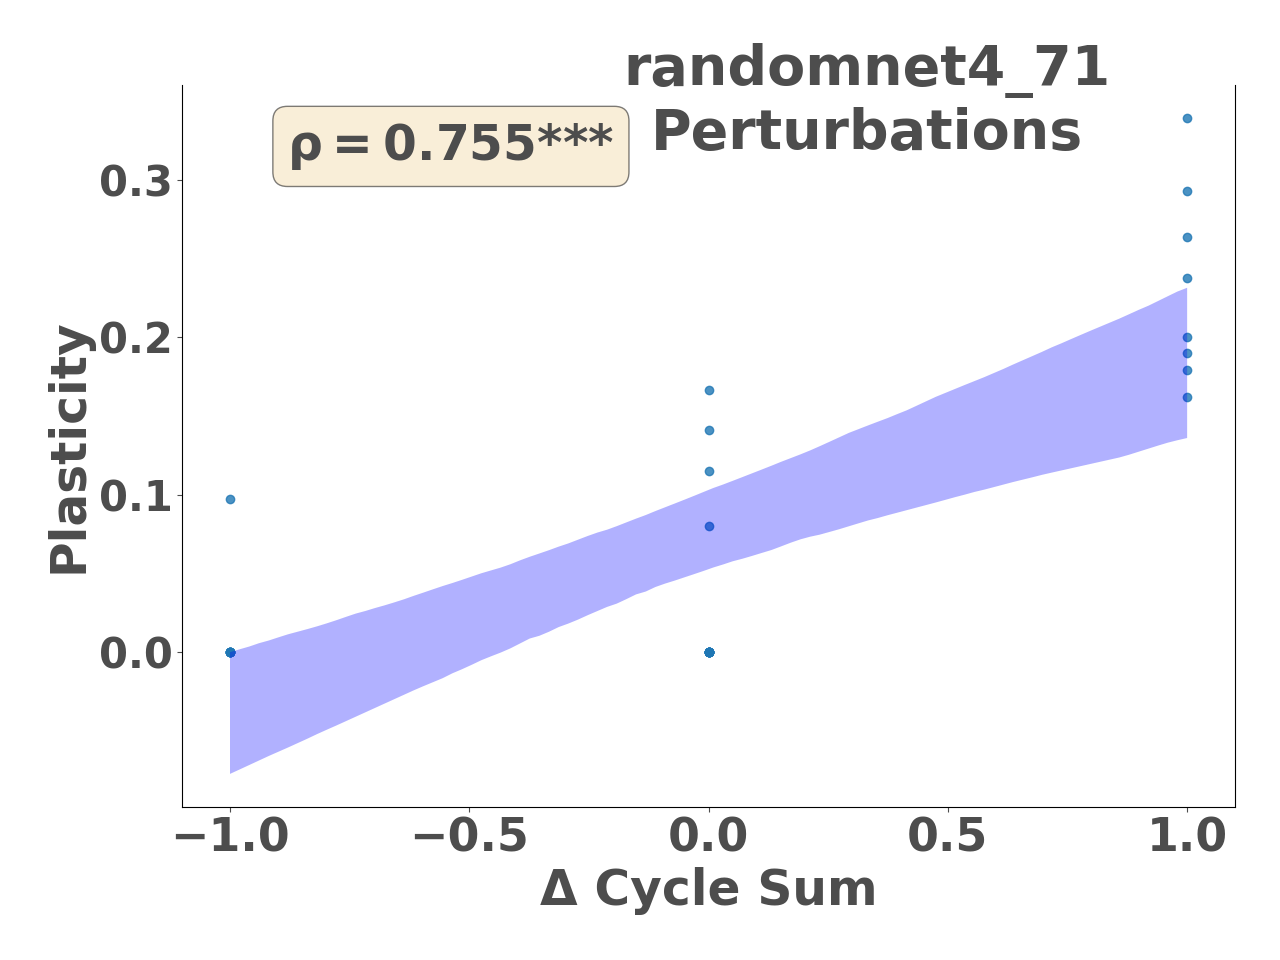 randomnet4_71
Perturbations
ρ = 0.755***
Plasticity
0.3
0.2
0.1
0.0
−1.0 −0.5 0.0 0.5 1.0
Δ Cycle Sum